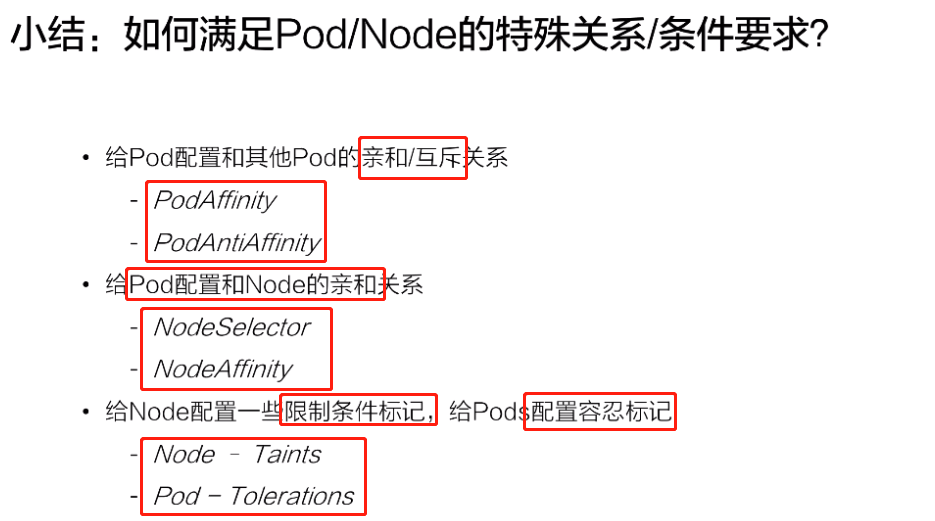 小结：如何满足Pod/Node的特殊关系/条件要求?
• 给Pod配置和其他Pod的亲和/互斥关系
- PodAffinity
- PodAntiAffinity
• 给Pod配置和Node的亲和关系
- NodeSelector
- NodeAffinity
• 给Node配置一些限制条件标记，给Pods配置容忍标记
- Node – Taints
- Pod – Tolerations